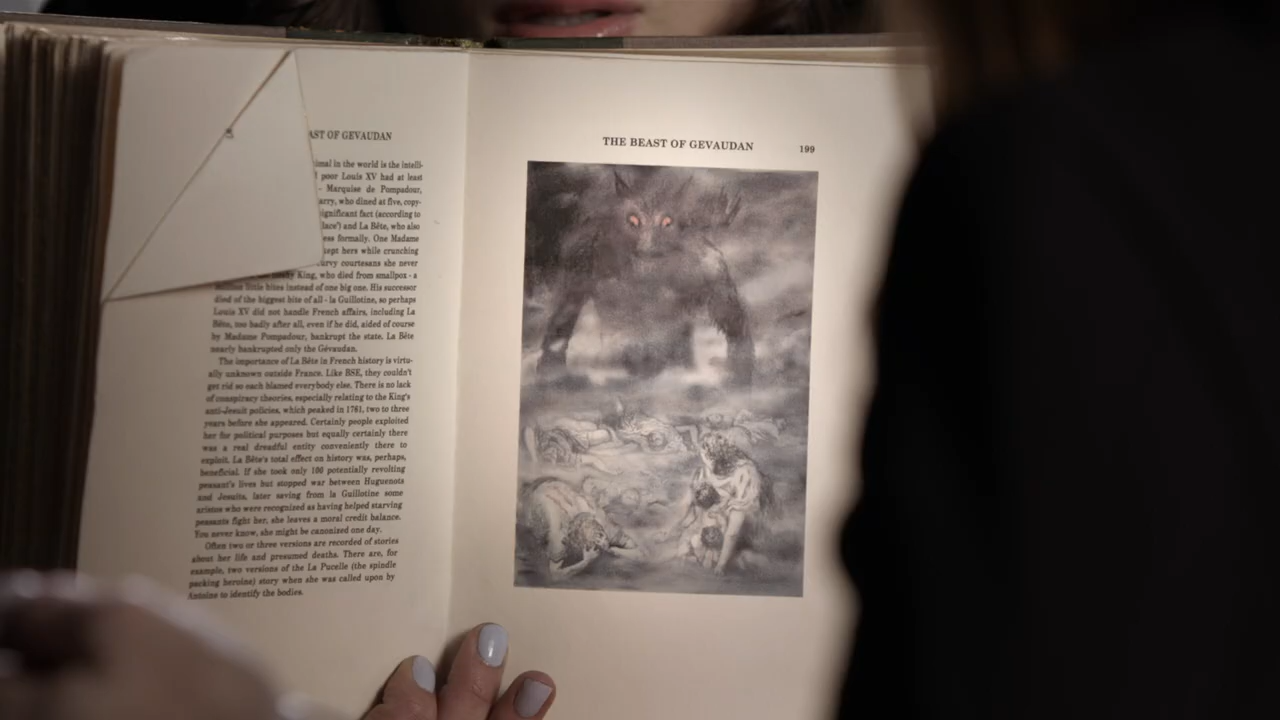 AST OF GEVAUDAN
imal in the world is the intelli-
poor Louis XV had at least
- Marquise de Pompadour,
arry, who dined at five, copy-
ignificant fact (according to
lace') and La Bête, who also
ess formally. One Madame
kept hers while crunching
urvy courtesans she never
King, who died from smallpox - a
million little bites instead of one big one. His successor
died of the biggest bite of all - la Guillotine, so perhaps
Louis XV did not handle French affairs, including La
Bête, too badly after all, even if he did, aided of course
by Madame Pompadour, bankrupt the state. La Bête
nearly bankrupted only the Gévaudan.
The importance of La Bête in French history is virtu-
ally unknown outside France. Like BSE, they couldn't
get rid so each blamed everybody else. There is no lack
of conspiracy theories, especially relating to the King's
anti-Jesuit policies, which peaked in 1761, two to three
years before she appeared. Certainly people exploited
her for political purposes but equally certainly there
was a real dreadful entity conveniently there to
exploit. La Bête's total effect on history was, perhaps,
beneficial. If she took only 100 potentially revolting
peasant's lives but stopped war between Huguenots
and Jesuits, later saving from la Guillotine some
aristos who were recognized as having helped starving
peasants fight her, she leaves a moral credit balance.
You never know, she might be canonized one day.
Often two or three versions are recorded of stories
about her life and presumed deaths. There are, for
example, two versions of the La Pucelle (the spindle
packing heroine) story when she was called upon by
Antoine to identify the bodies.
THE BEAST OF GEVAUDAN 199